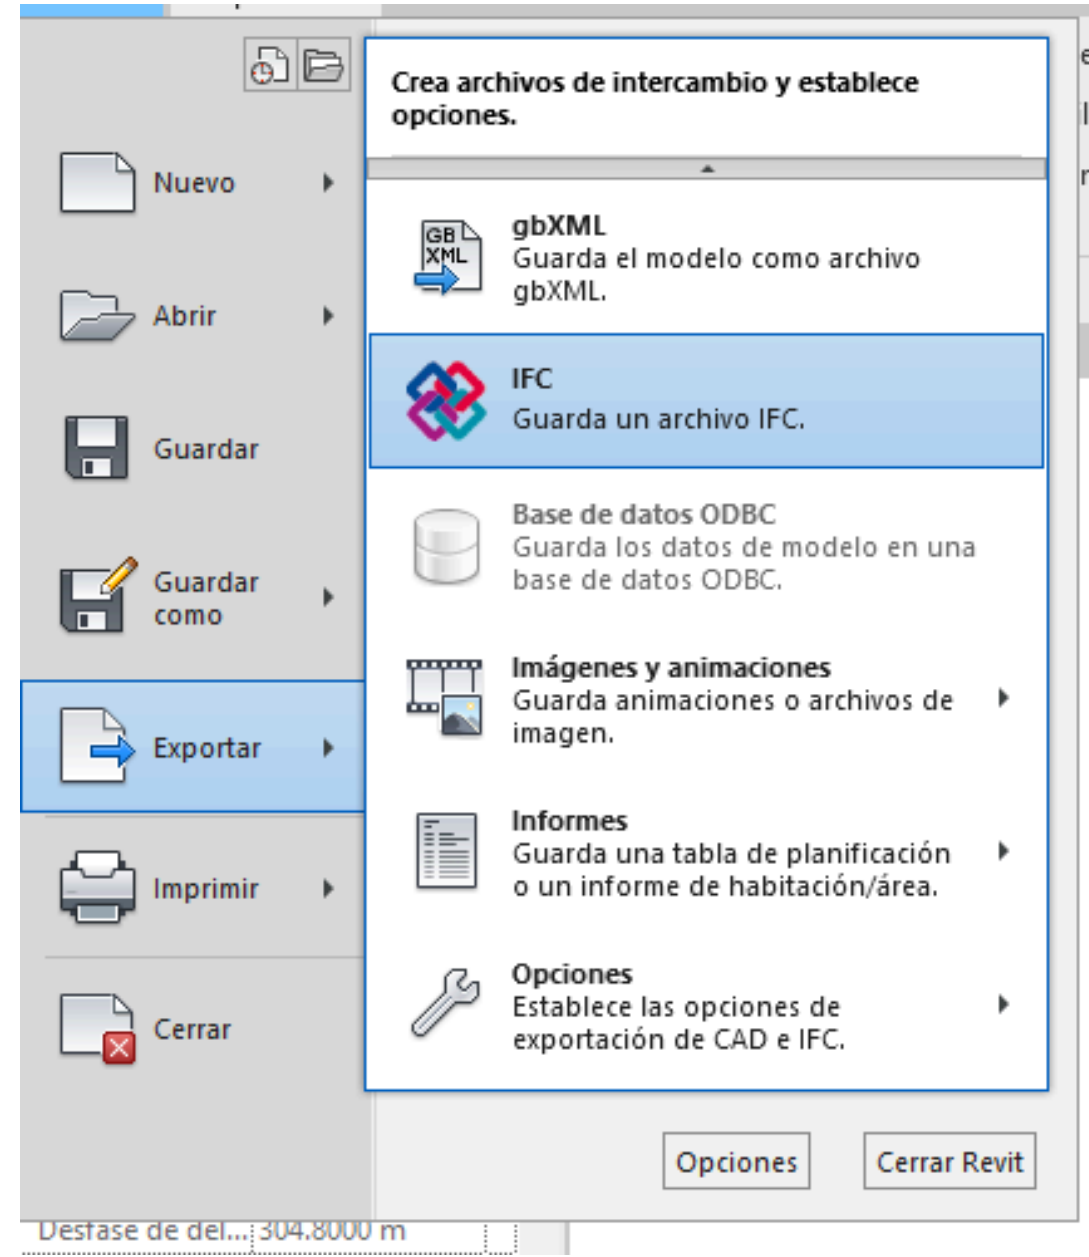 Crea archivos de intercambio y establece
opciones.
Nuevo
Abrir
Guardar
Guardar
como
Exportar
Imprimir
Cerrar
GB
XML
gbXML
Guarda el modelo como archivo
gbXML.
IFC
Guarda un archivo IFC.
Base de datos ODBC
Guarda los datos de modelo en una
base de datos ODBC.
Imágenes y animaciones
Guarda animaciones o archivos de
imagen.
Informes
Guarda una tabla de planificación
o un informe de habitación/área.
Opciones
Establece las opciones de
exportación de CAD e IFC.
Opciones
Cerrar Revit
Desfase de del... 304.8000 m